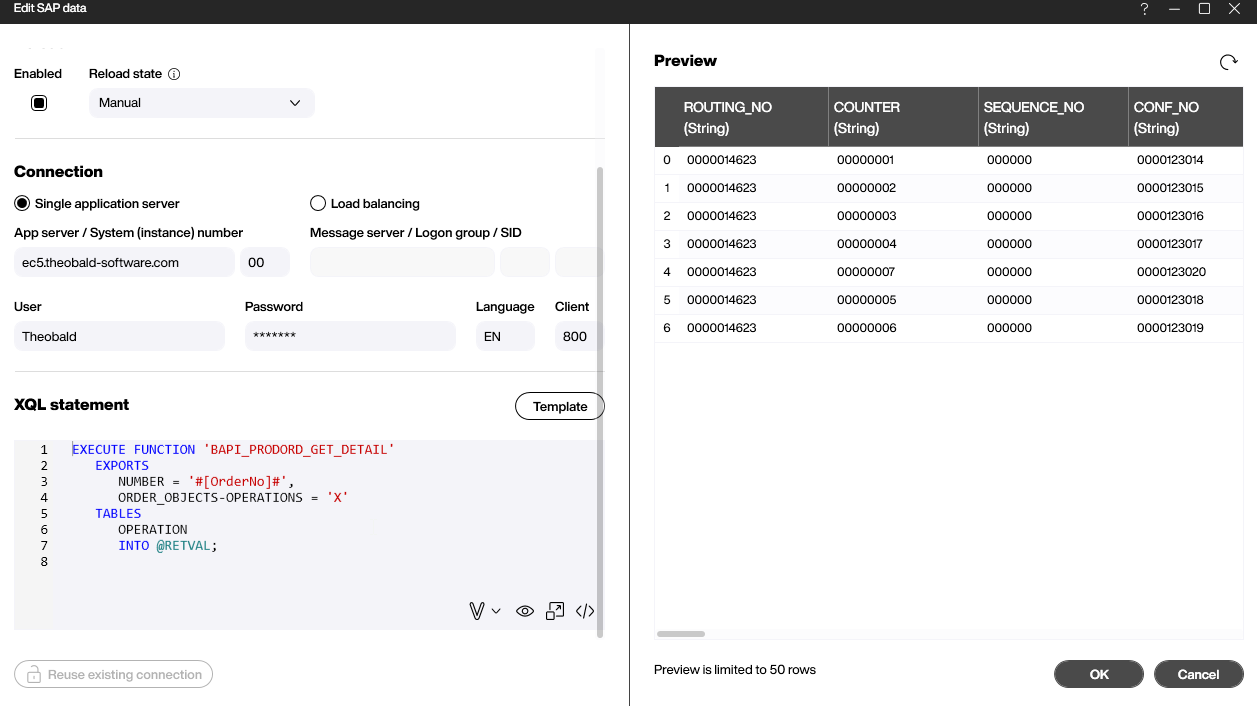 Edit SAP data
Enabled
Reload state
Manual
Connection
Single application server
Load balancing
App server / System (instance) number
Message server / Logon group / SID
ec5.theobald-software.com
00
User
Password
Language
Client
Theobald
*******
EN
800
XQL statement
Template
1 EXECUTE FUNCTION 'BAPI_PRODORD_GET_DETAIL'
2 EXPORTS
3 NUMBER = '#[OrderNo]#',
4 ORDER_OBJECTS-OPERATIONS = 'X'
5 TABLES
6 OPERATION
7 INTO @RETVAL;
8
Reuse existing connection
Preview
ROUTING_NO COUNTER SEQUENCE_NO CONF_NO
(String) (String) (String) (String)
0 0000014623 00000001 000000 0000123014
1 0000014623 00000002 000000 0000123015
2 0000014623 00000003 000000 0000123016
3 0000014623 00000004 000000 0000123017
4 0000014623 00000007 000000 0000123020
5 0000014623 00000005 000000 0000123018
6 0000014623 00000006 000000 0000123019
Preview is limited to 50 rows
OK
Cancel